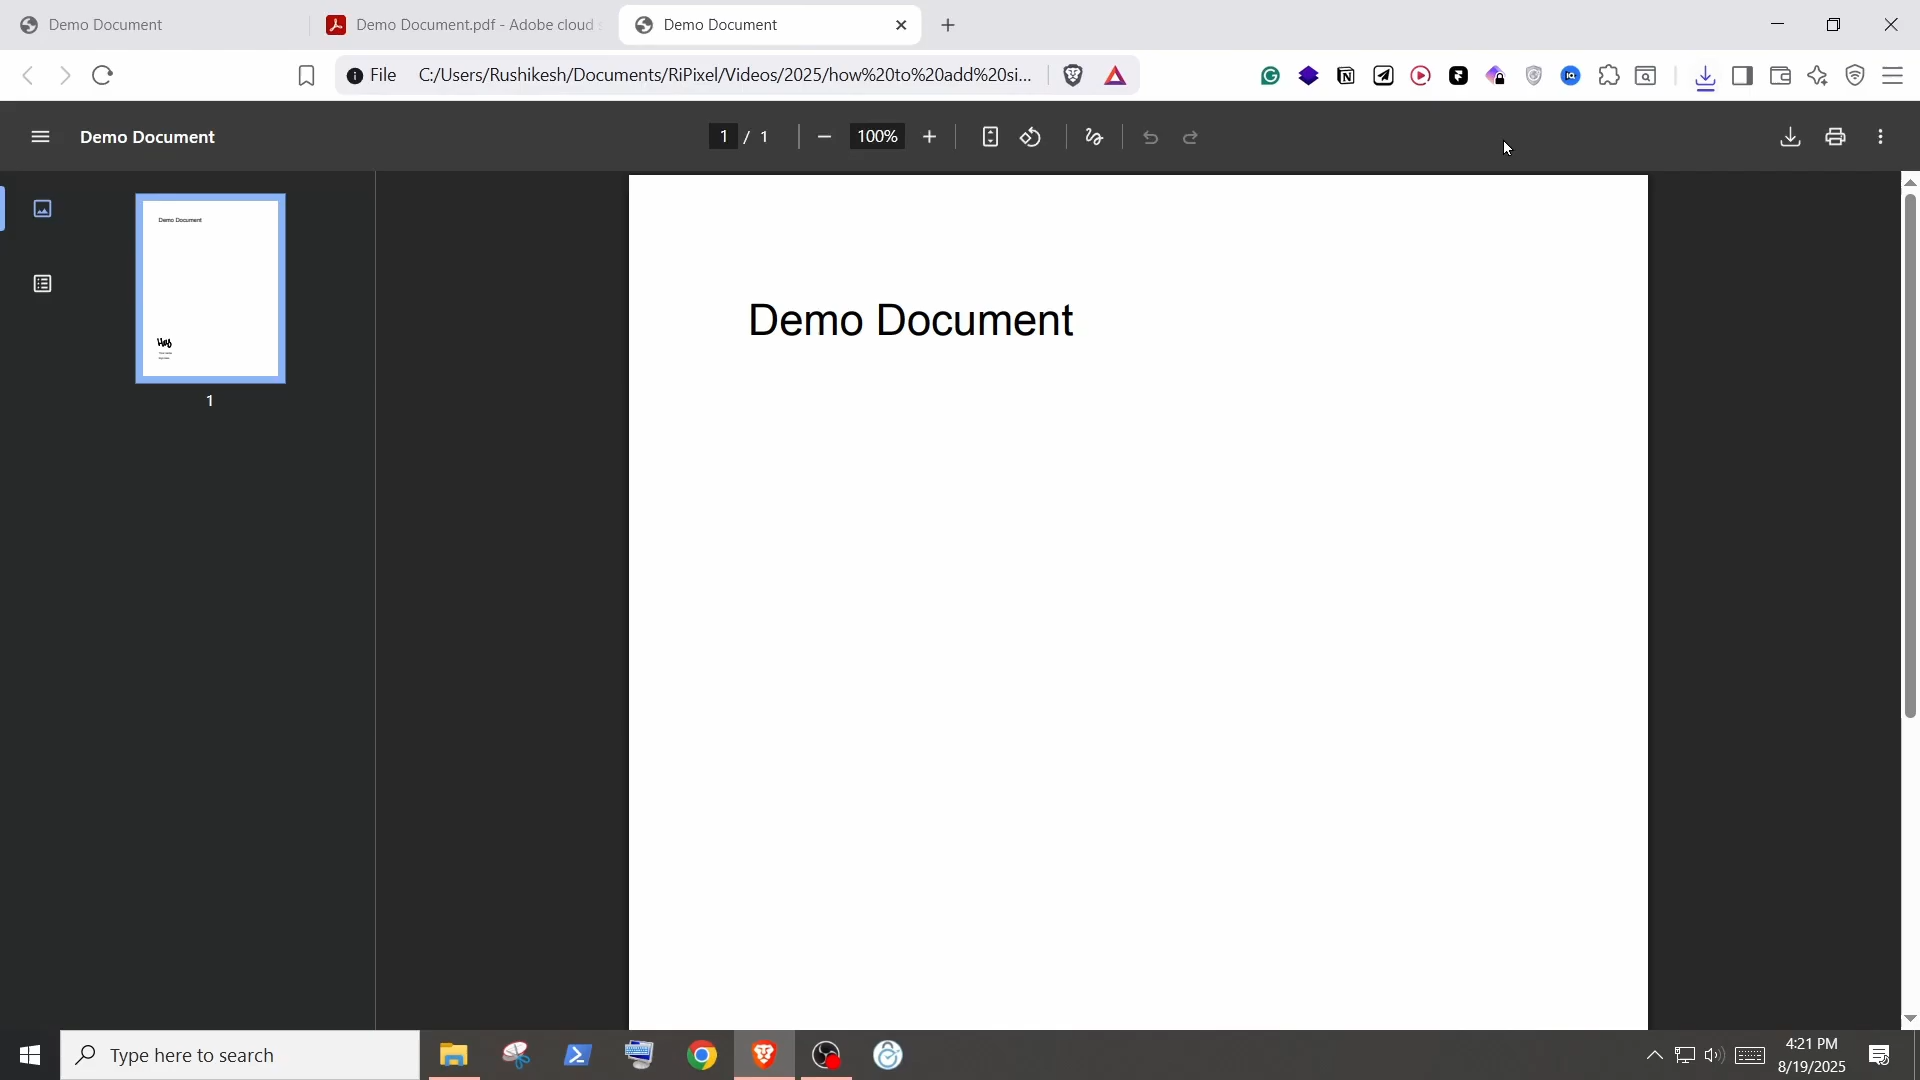 Demo Document
Demo Document.pdf - Adobe cloud
Demo Document
File
C:/Users/Rushikesh/Documents/RiPixel/Videos/2025/how%20to%20add%20si...
Demo Document
1 / 1
100%
Demo Document
Hey
1
Demo Document
Type here to search
4:21 PM
8/19/2025